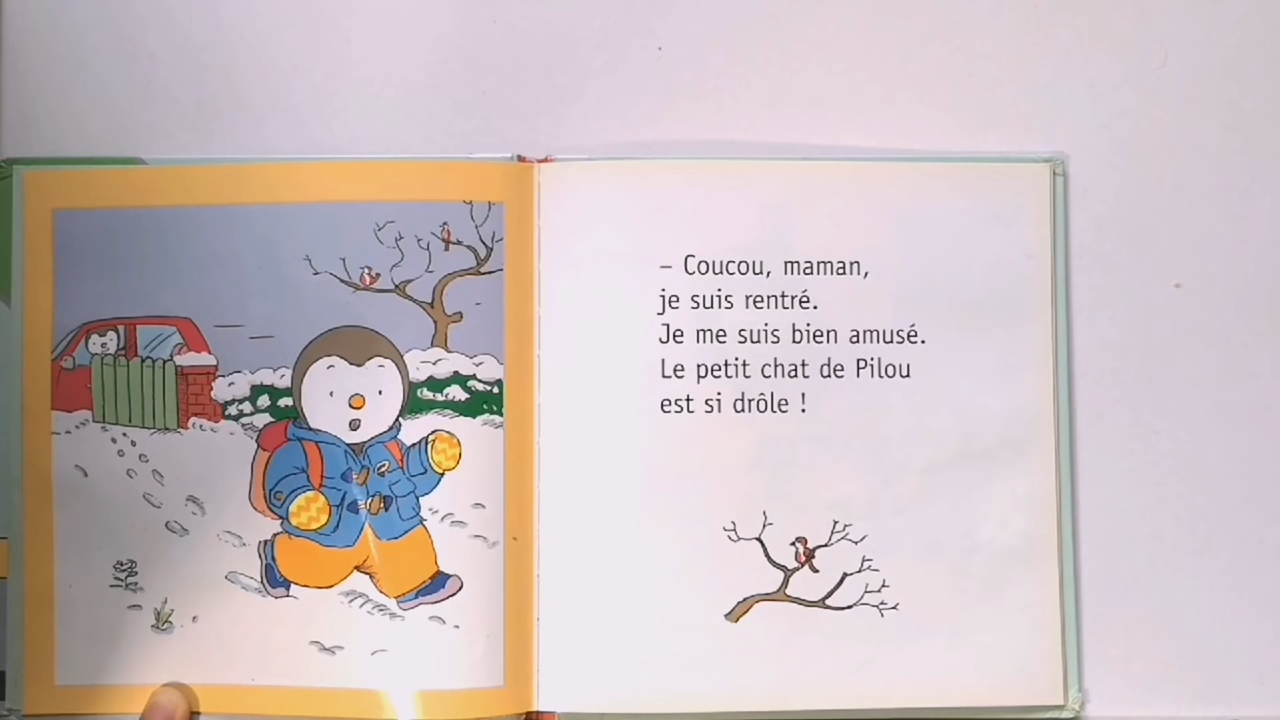 – Coucou, maman,
je suis rentré.
Je me suis bien amusé.
Le petit chat de Pilou
est si drôle !